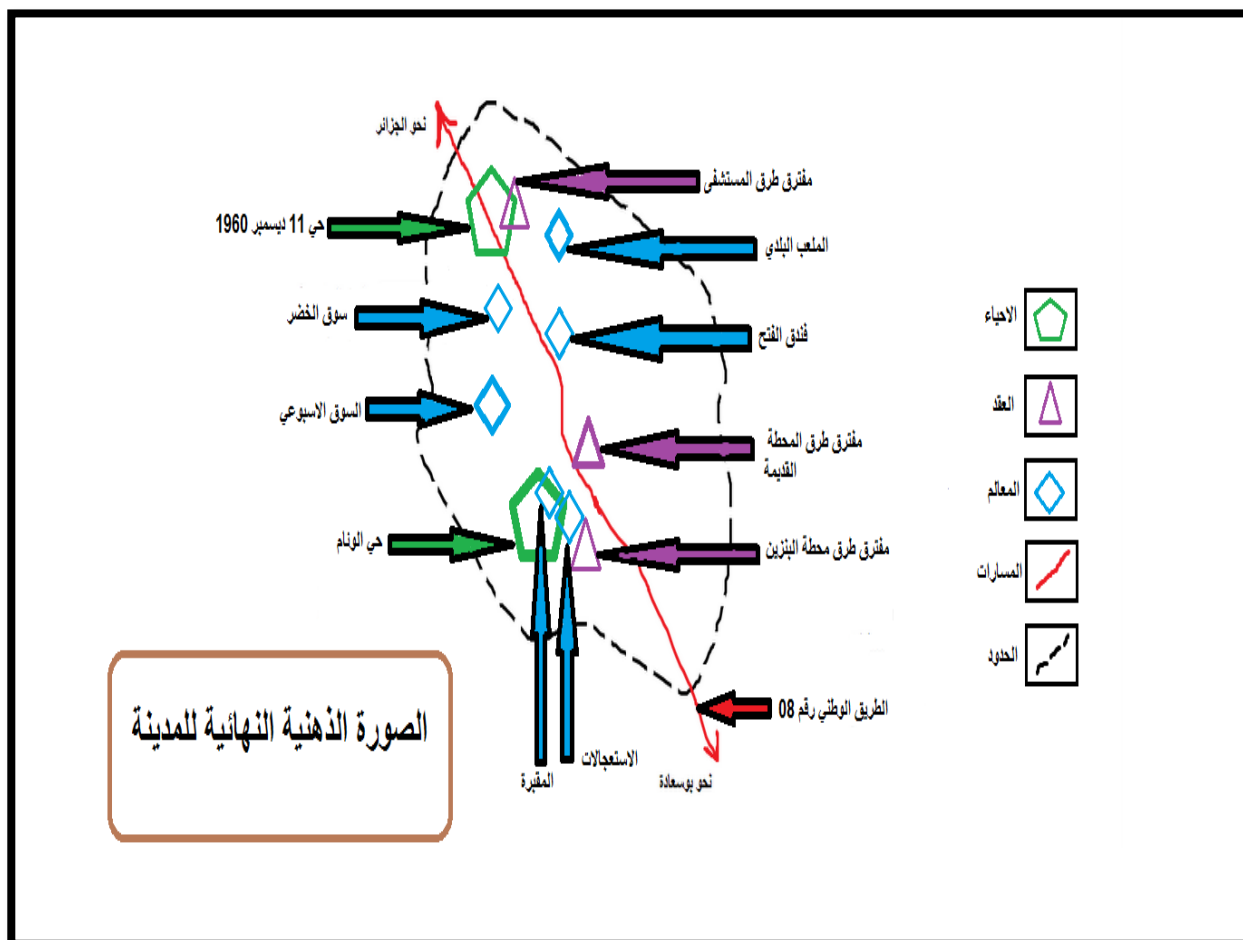 نحو الجزائر
مفترق طرق المستشفى
حي 11 ديسمبر 1960
الملعب البلدي
سوق الخضر
فندق الفتح
السوق الاسبوعي
مفترق طرق المحطة
القديمة
حي الونام
مفترق طرق محطة البنزين
الطريق الوطني رقم 08
الاستعجالات
المقبرة
نحو بوسعادة
الاحياء
العقد
المعالم
المسارات
الحدود
الصورة الذهنية النهائية للمدينة